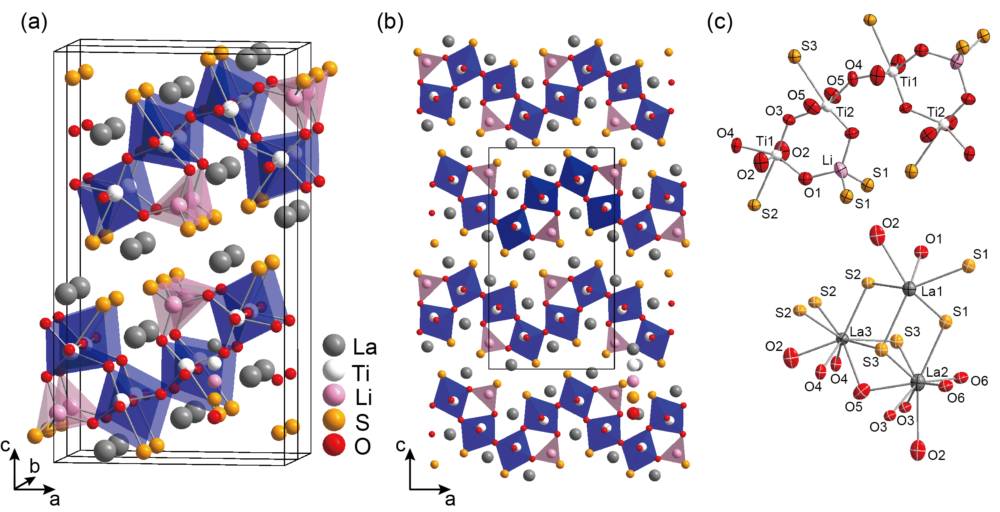 (a)
(b)
(c)
La
Ti
Li
S
O
c
b
a
c
a
S3
O4
O5
Ti1
O5
O3
Ti2
Ti2
O4
Ti1
O2
Li
O2
S1
O1
S1
S2
O2
O1
S1
S2
La1
S2
S2
S1
La3
S3
O2
S3
La2
O4
O4
O6
O6
O5
O3
O3
O2